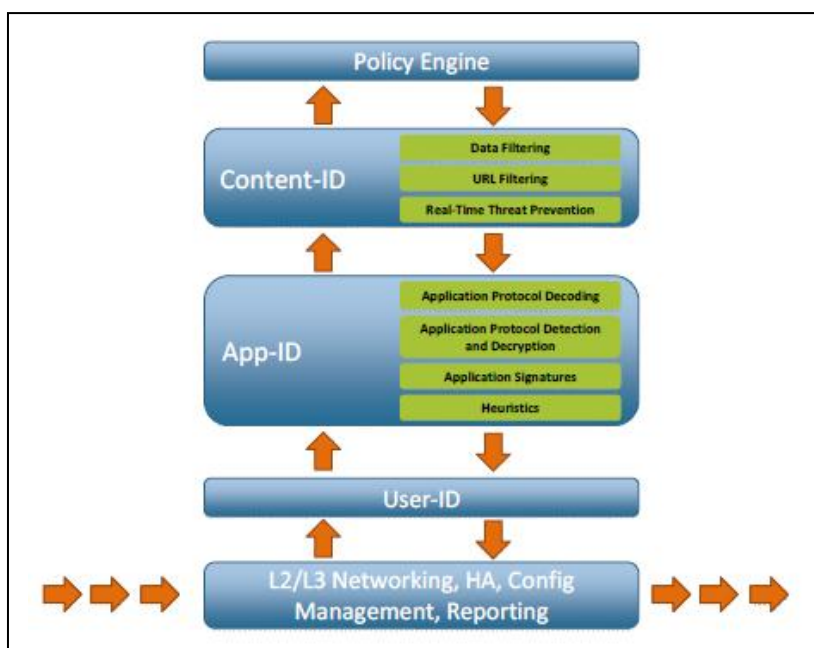 Policy Engine
Content-ID
Data Filtering
URL Filtering
Real-Time Threat Prevention
App-ID
Application Protocol Decoding
Application Protocol Detection
and Decryption
Application Signatures
Heuristics
User-ID
L2/L3 Networking, HA, Config
Management, Reporting